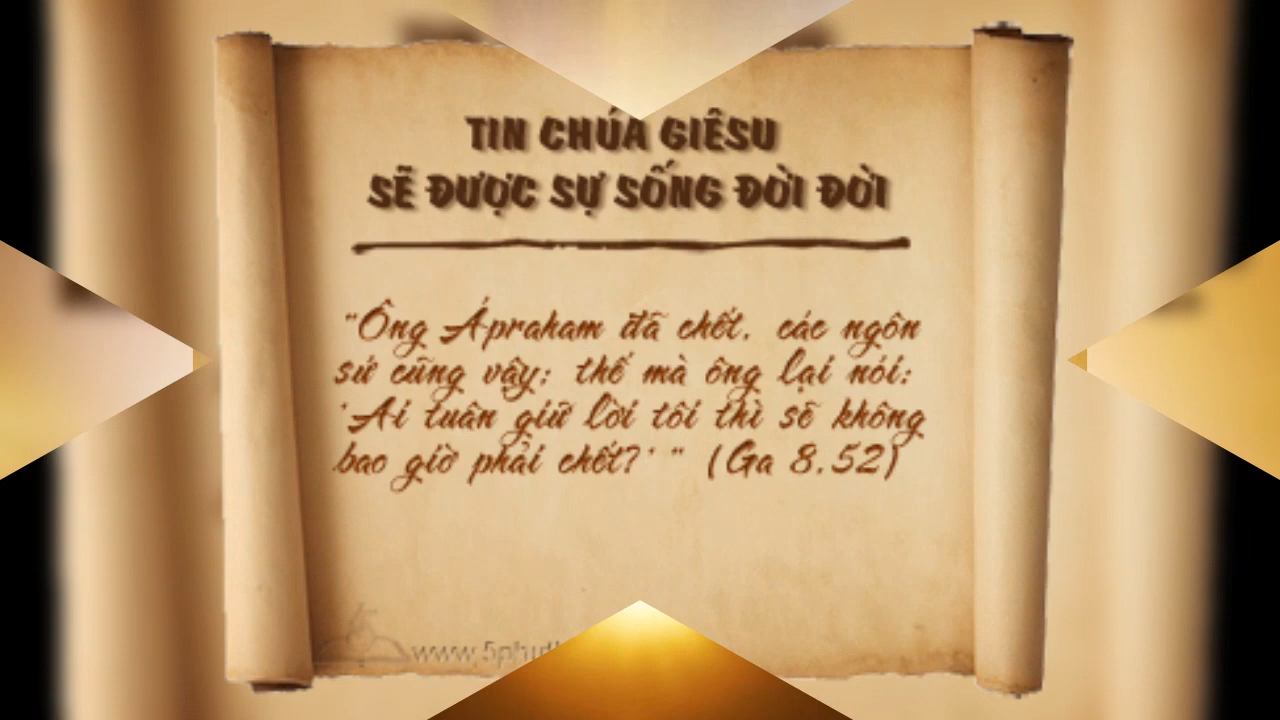 TIN CHÚA GIÊSU
SẼ ĐƯỢC SỰ SỐNG ĐỜI ĐỜI
"Ông Ápraham đã chết, các ngôn
sứ cũng vậy; thế mà ông lại nói:
'Ai tuân giữ lời tôi thì sẽ không
bao giờ phải chết?' " (Ga 8,52)